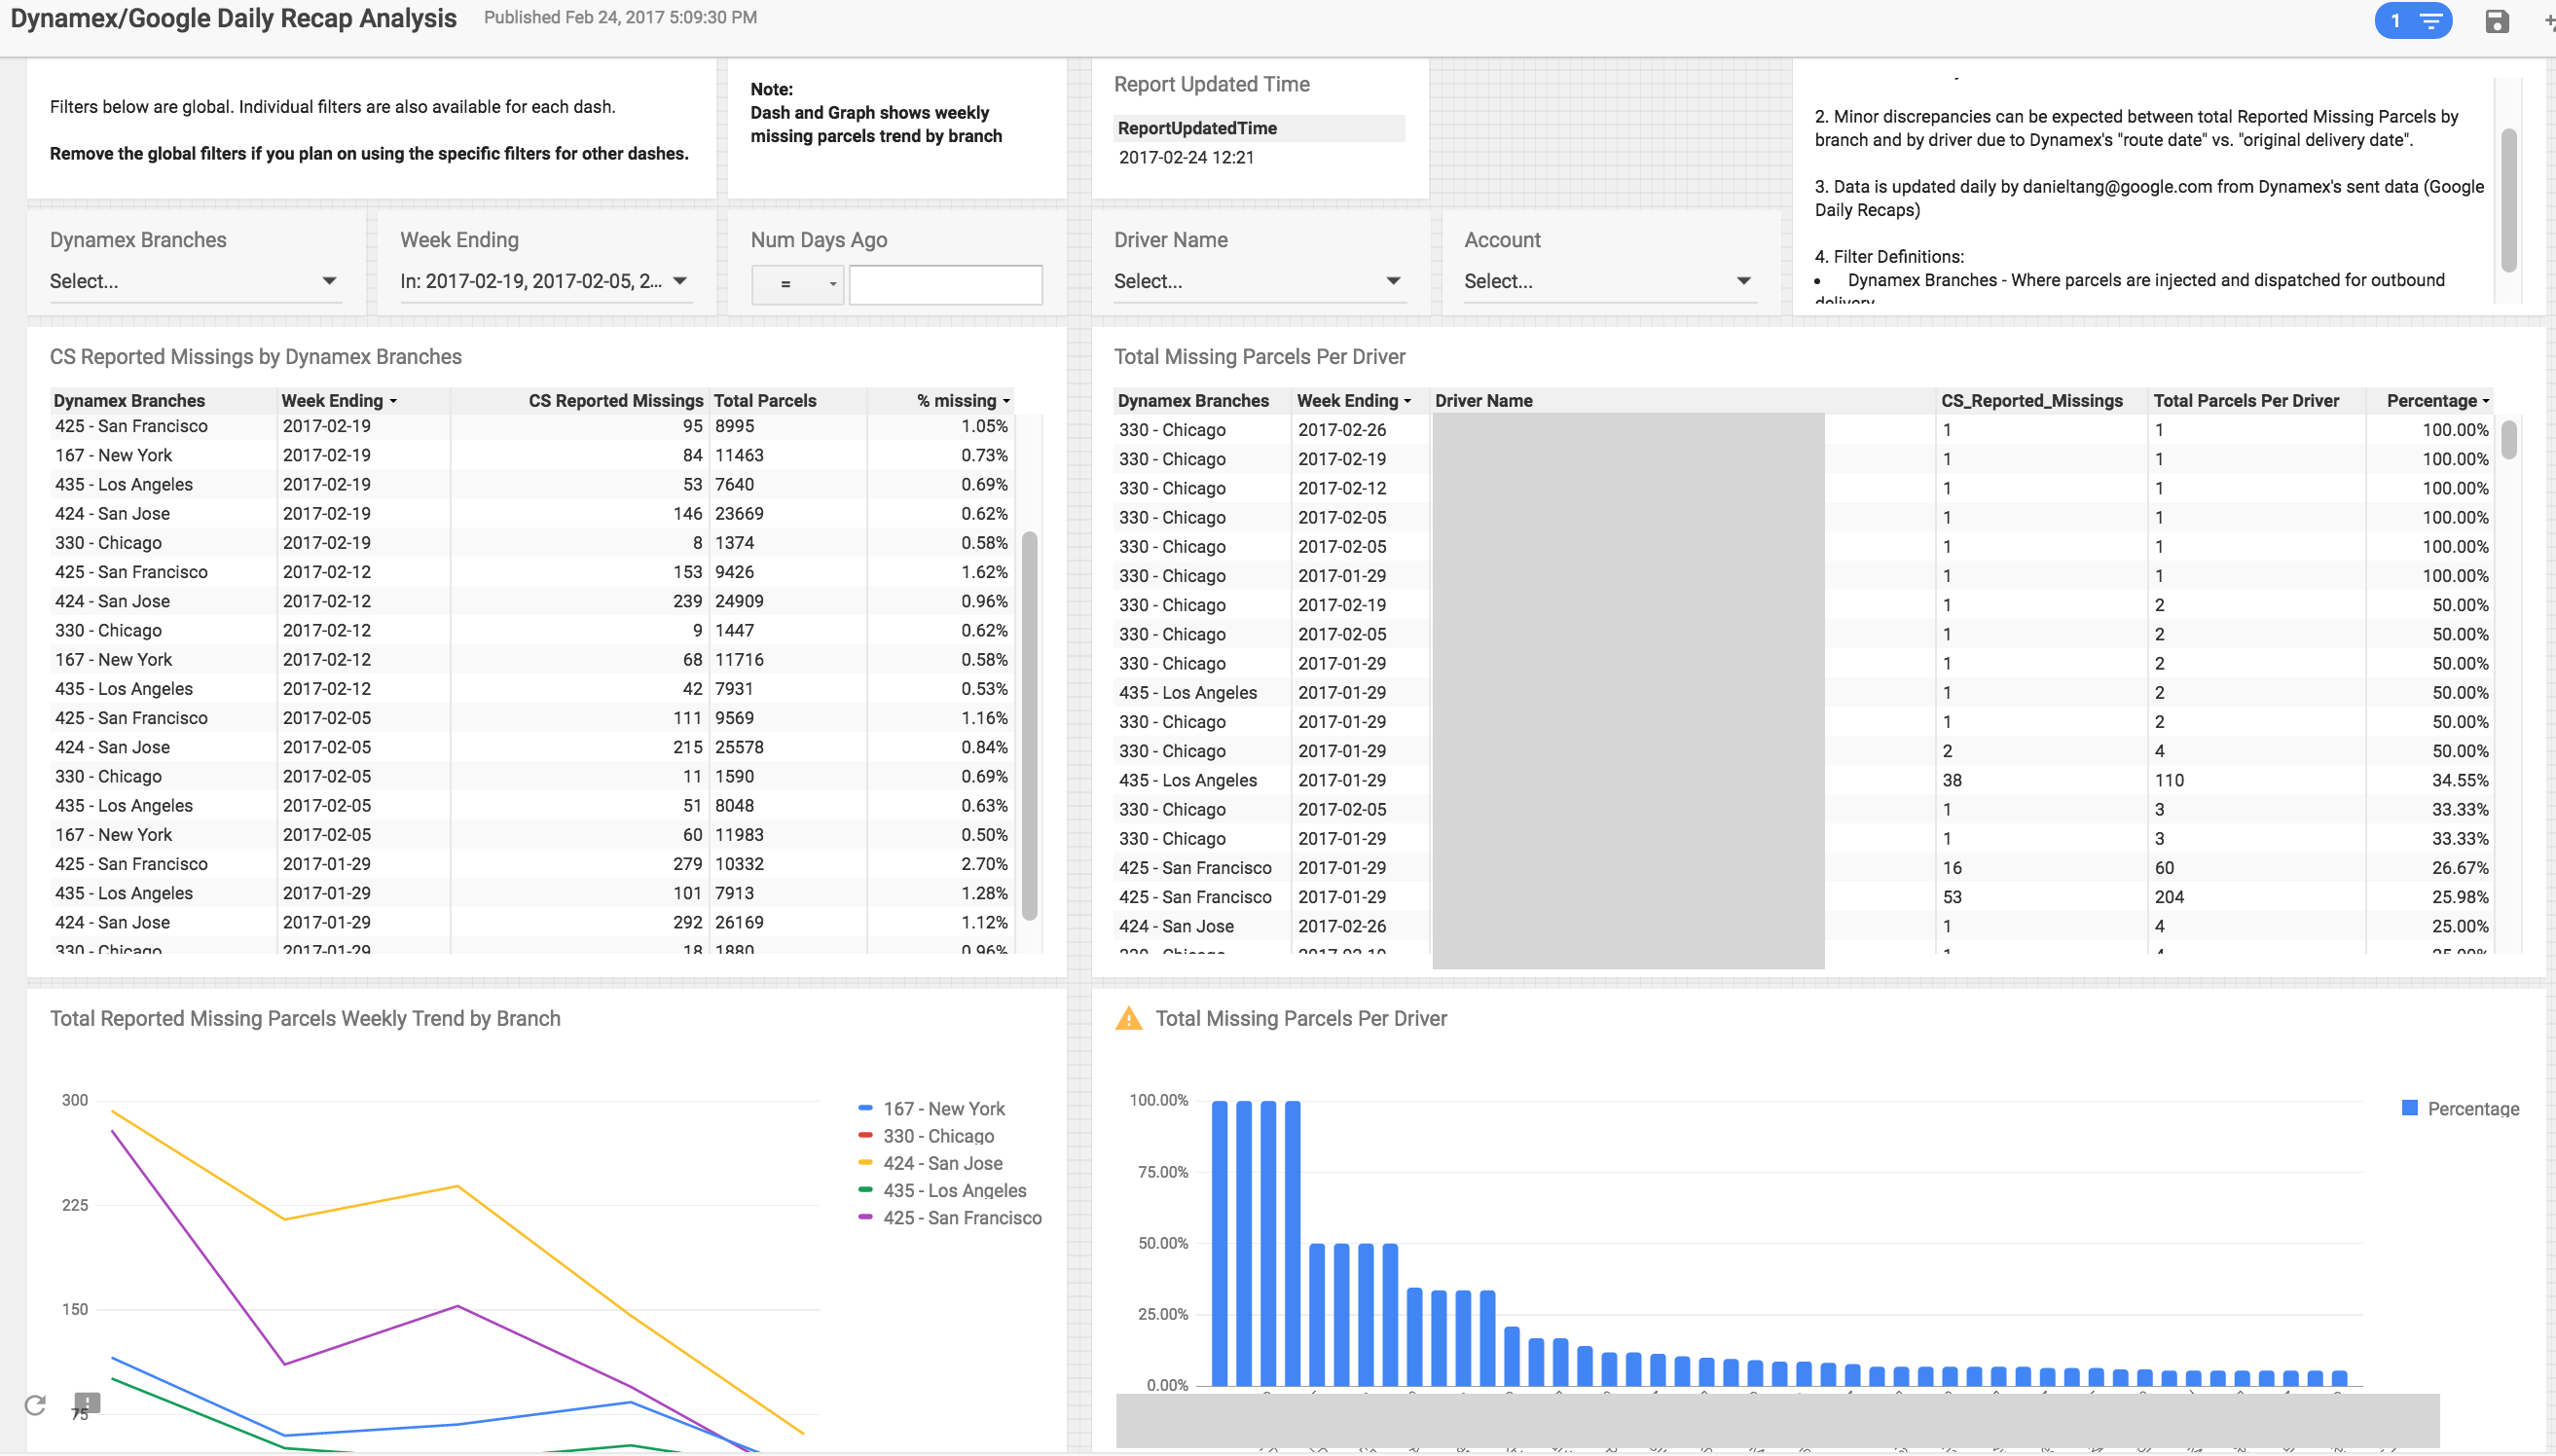 Dynamex/Google Daily Recap Analysis Published Feb 24, 2017 5:09:30 PM
1
Filters below are global. Individual filters are also available for each dash.
Remove the global filters if you plan on using the specific filters for other dashes.
Note:
Dash and Graph shows weekly
missing parcels trend by branch
Report Updated Time
ReportUpdatedTime
2017-02-24 12:21
2. Minor discrepancies can be expected between total Reported Missing Parcels by
branch and by driver due to Dynamex's "route date" vs. "original delivery date".
3. Data is updated daily by danieltang@google.com from Dynamex's sent data (Google
Daily Recaps)
4. Filter Definitions:
• Dynamex Branches - Where parcels are injected and dispatched for outbound
delivery
Dynamex Branches
Select...
Week Ending
In: 2017-02-19, 2017-02-05, 2...
Num Days Ago
=
Driver Name
Select...
Account
Select...
CS Reported Missings by Dynamex Branches
Dynamex Branches Week Ending CS Reported Missings Total Parcels % missing
425 - San Francisco 2017-02-19 95 8995 1.05%
167 - New York 2017-02-19 84 11463 0.73%
435 - Los Angeles 2017-02-19 53 7640 0.69%
424 - San Jose 2017-02-19 146 23669 0.62%
330 - Chicago 2017-02-19 8 1374 0.58%
425 - San Francisco 2017-02-12 153 9426 1.62%
424 - San Jose 2017-02-12 239 24909 0.96%
330 - Chicago 2017-02-12 9 1447 0.62%
167 - New York 2017-02-12 68 11716 0.58%
435 - Los Angeles 2017-02-12 42 7931 0.53%
425 - San Francisco 2017-02-05 111 9569 1.16%
424 - San Jose 2017-02-05 215 25578 0.84%
330 - Chicago 2017-02-05 11 1590 0.69%
435 - Los Angeles 2017-02-05 51 8048 0.63%
167 - New York 2017-02-05 60 11983 0.50%
425 - San Francisco 2017-01-29 279 10332 2.70%
435 - Los Angeles 2017-01-29 101 7913 1.28%
424 - San Jose 2017-01-29 292 26169 1.12%
330 - Chicago 2017-01-29 18 1880 0.96%
Total Missing Parcels Per Driver
Dynamex Branches Week Ending Driver Name CS_Reported_Missings Total Parcels Per Driver Percentage
330 - Chicago 2017-02-26 1 1 100.00%
330 - Chicago 2017-02-19 1 1 100.00%
330 - Chicago 2017-02-12 1 1 100.00%
330 - Chicago 2017-02-05 1 1 100.00%
330 - Chicago 2017-02-05 1 1 100.00%
330 - Chicago 2017-01-29 1 1 100.00%
330 - Chicago 2017-02-19 1 2 50.00%
330 - Chicago 2017-02-05 1 2 50.00%
330 - Chicago 2017-01-29 1 2 50.00%
435 - Los Angeles 2017-01-29 1 2 50.00%
330 - Chicago 2017-01-29 1 2 50.00%
330 - Chicago 2017-01-29 2 4 50.00%
435 - Los Angeles 2017-01-29 38 110 34.55%
330 - Chicago 2017-02-05 1 3 33.33%
330 - Chicago 2017-01-29 1 3 33.33%
425 - San Francisco 2017-01-29 16 60 26.67%
425 - San Francisco 2017-01-29 53 204 25.98%
424 - San Jose 2017-02-26 1 4 25.00%
330 - Chicago 2017-02-19 1 4 25.00%
Total Reported Missing Parcels Weekly Trend by Branch
300
225
150
75
167 - New York
330 - Chicago
424 - San Jose
435 - Los Angeles
425 - San Francisco
Total Missing Parcels Per Driver
100.00%
75.00%
50.00%
25.00%
0.00%
Percentage